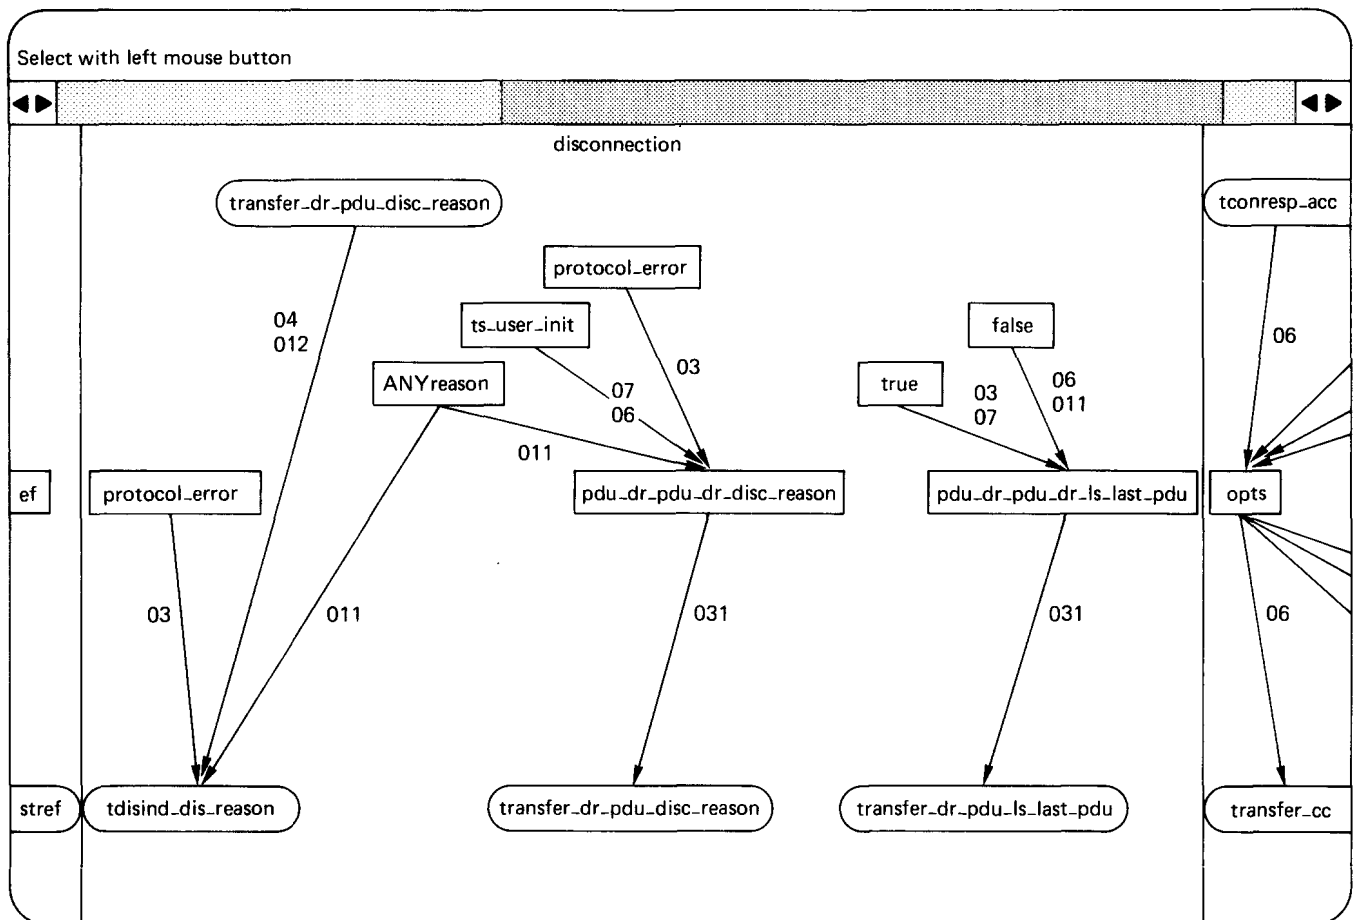 Select with left mouse button
disconnection
transfer_dr_pdu_disc_reason
tconresp_acc
protocol_error
ts_user_init
false
04
012
06
ANYreason
03
true
06
011
07
06
03
07
011
ef
protocol_error
pdu_dr_pdu_dr_disc_reason
pdu_dr_pdu_dr_ls_last_pdu
opts
03
011
031
031
06
stref
tdisind_dis_reason
transfer_dr_pdu_disc_reason
transfer_dr_pdu_ls_last_pdu
transfer_cc